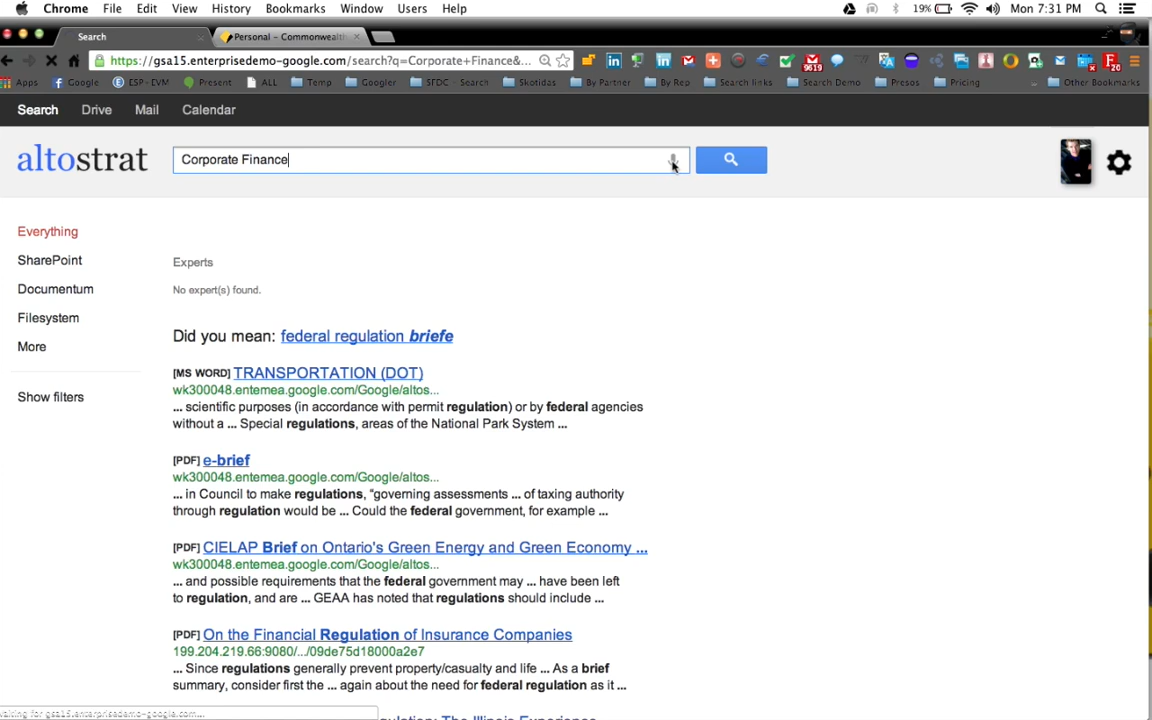 Chrome File Edit View History Bookmarks Window Users Help 19% Mon 7:31 PM
Search Personal – Commonwealth
https://gsa15.enterprisedemo-google.com/search?q=Corporate+Finance&...
Apps Google ESP-EVM Present ALL Temp Googler SFDC - Search Skotidas By Partner By Rep Search links Search Demo Presos Pricing Other Bookmarks
Search Drive Mail Calendar
altostrat Corporate Finance
Everything
SharePoint
Documentum
Filesystem
More
Show filters
Experts
No expert(s) found.
Did you mean: federal regulation briefe
[MS WORD] TRANSPORTATION (DOT)
wk300048.entemea.google.com/Google/altos...
... scientific purposes (in accordance with permit regulation) or by federal agencies
without a ... Special regulations, areas of the National Park System ...
[PDF] e-brief
wk300048.entemea.google.com/Google/altos...
... in Council to make regulations, “governing assessments ... of taxing authority
through regulation would be ... Could the federal government, for example ...
[PDF] CIELAP Brief on Ontario's Green Energy and Green Economy ...
wk300048.entemea.google.com/Google/altos...
... and possible requirements that the federal government may ... have been left
to regulation, and are ... GEAA has noted that regulations should include ...
[PDF] On the Financial Regulation of Insurance Companies
199.204.219.66:9080/.../09de75d18000a2e7
... Since regulations generally prevent property/casualty and life ... As a brief
summary, consider first the ... again about the need for federal regulation as it ...
waiting for gsa15.enterprisedemo-google.com...